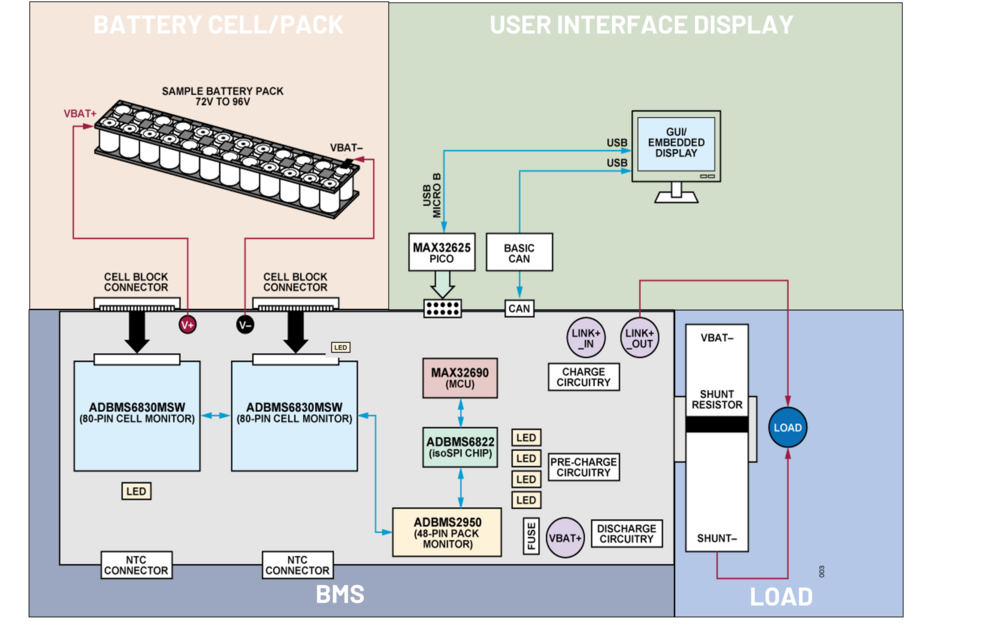 BATTERY CELL/PACK
USER INTERFACE DISPLAY
SAMPLE BATTERY PACK
72V TO 96V
VBAT+
VBAT–
USB
USB
GUI/
EMBEDDED
DISPLAY
USB
MICRO B
MAX32625
PICO
BASIC
CAN
CELL BLOCK
CONNECTOR
CELL BLOCK
CONNECTOR
CAN
V+
V–
LED
LINK+
_IN
LINK+
_OUT
VBAT–
CHARGE
CIRCUITRY
MAX32690
(MCU)
ADBMS6830MSW
(80-PIN CELL MONITOR)
ADBMS6830MSW
(80-PIN CELL MONITOR)
SHUNT
RESISTOR
LOAD
ADBMS6822
(isoSPI CHIP)
LED
LED
LED
LED
PRE-CHARGE
CIRCUITRY
LED
ADBMS2950
(48-PIN PACK
MONITOR)
FUSE
VBAT+
DISCHARGE
CIRCUITRY
SHUNT–
NTC
CONNECTOR
NTC
CONNECTOR
003
BMS
LOAD